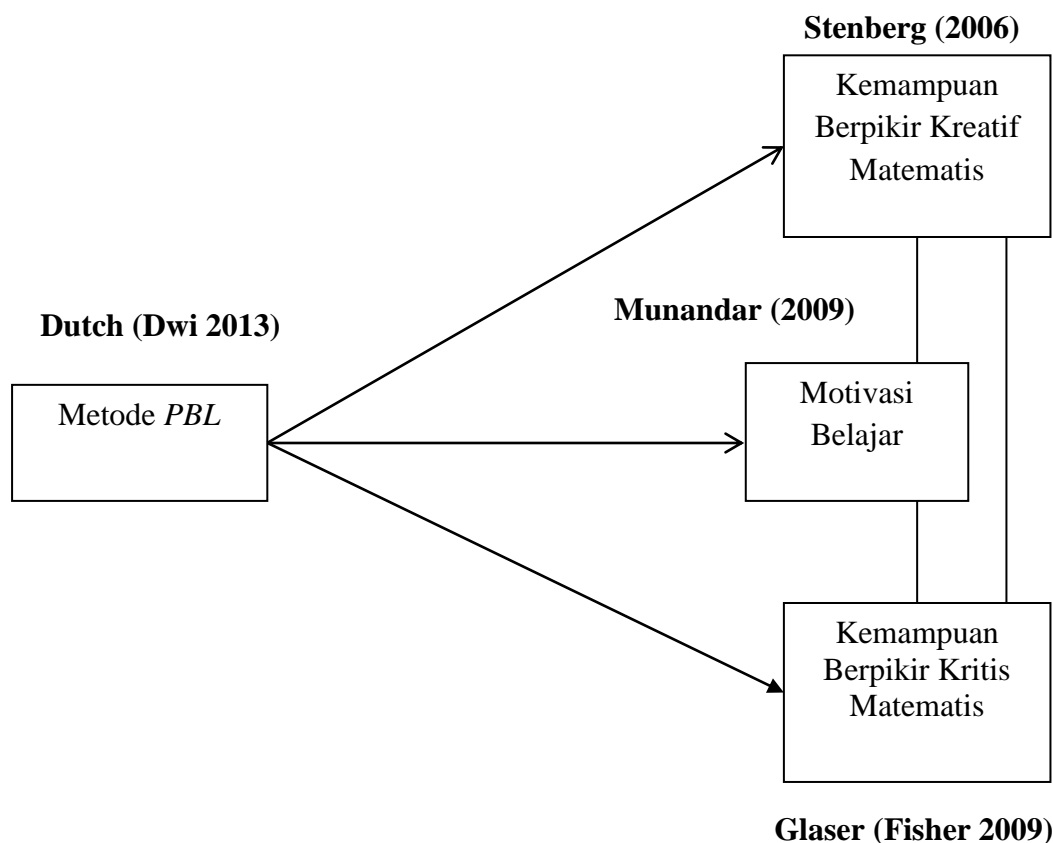 Stenberg (2006)
Kemampuan
Berpikir Kreatif
Matematis
Munandar (2009)
Dutch (Dwi 2013)
Metode PBL
Motivasi
Belajar
Kemampuan
Berpikir Kritis
Matematis
Glaser (Fisher 2009)